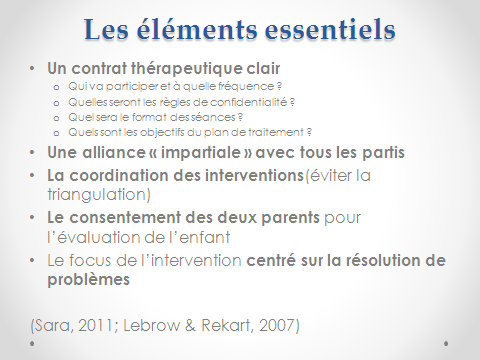 Les éléments essentiels
• Un contrat thérapeutique clair
o Qui va participer et à quelle fréquence ?
o Quelles seront les règles de confidentialité ?
o Quel sera le format des séances ?
o Quels sont les objectifs du plan de traitement ?
• Une alliance « impartiale » avec tous les partis
• La coordination des interventions(éviter la
triangulation)
• Le consentement des deux parents pour
l’évaluation de l’enfant
• Le focus de l’intervention centré sur la résolution de
problèmes
(Sara, 2011; Lebrow & Rekart, 2007)